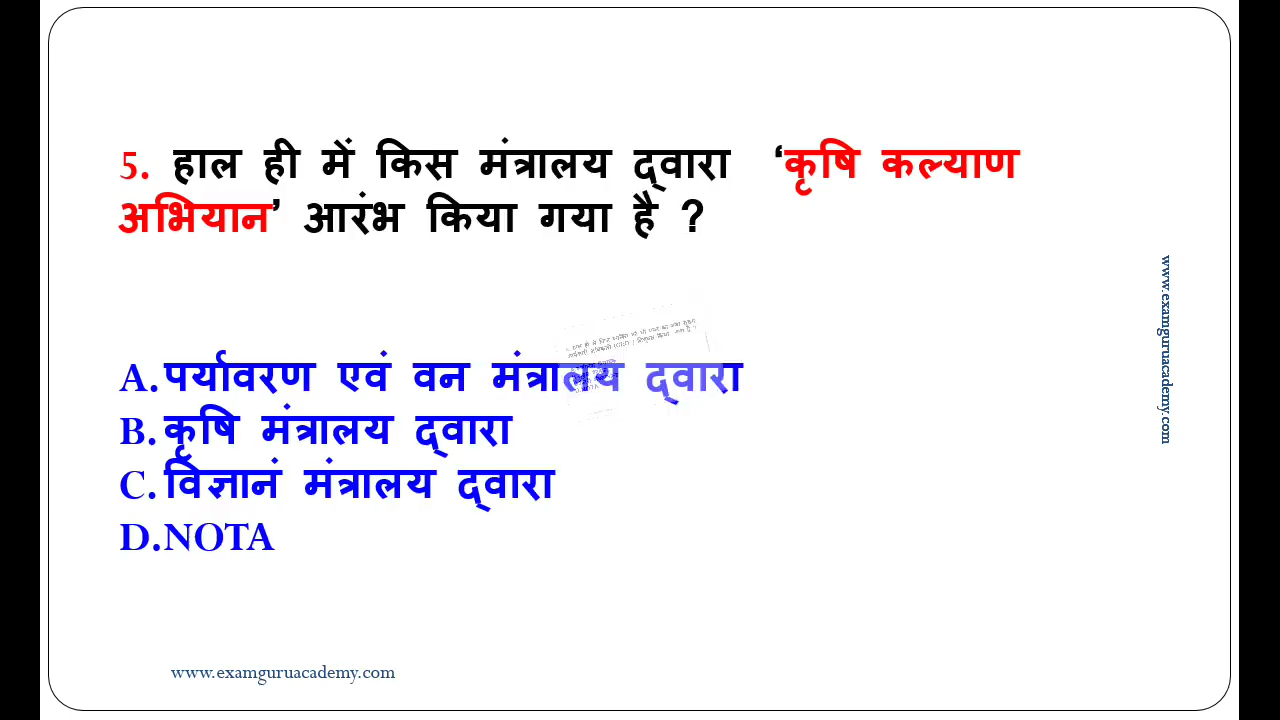 5. हाल ही में किस मंत्रालय द्वारा ‘कृषि कल्याण
अभियान’ आरंभ किया गया है ?
www.examguruacademy.com
A.पर्यावरण एवं वन मंत्रालय द्वारा
B.कृषि मंत्रालय द्वारा
C.विज्ञानं मंत्रालय द्वारा
D.NOTA
www.examguruacademy.com